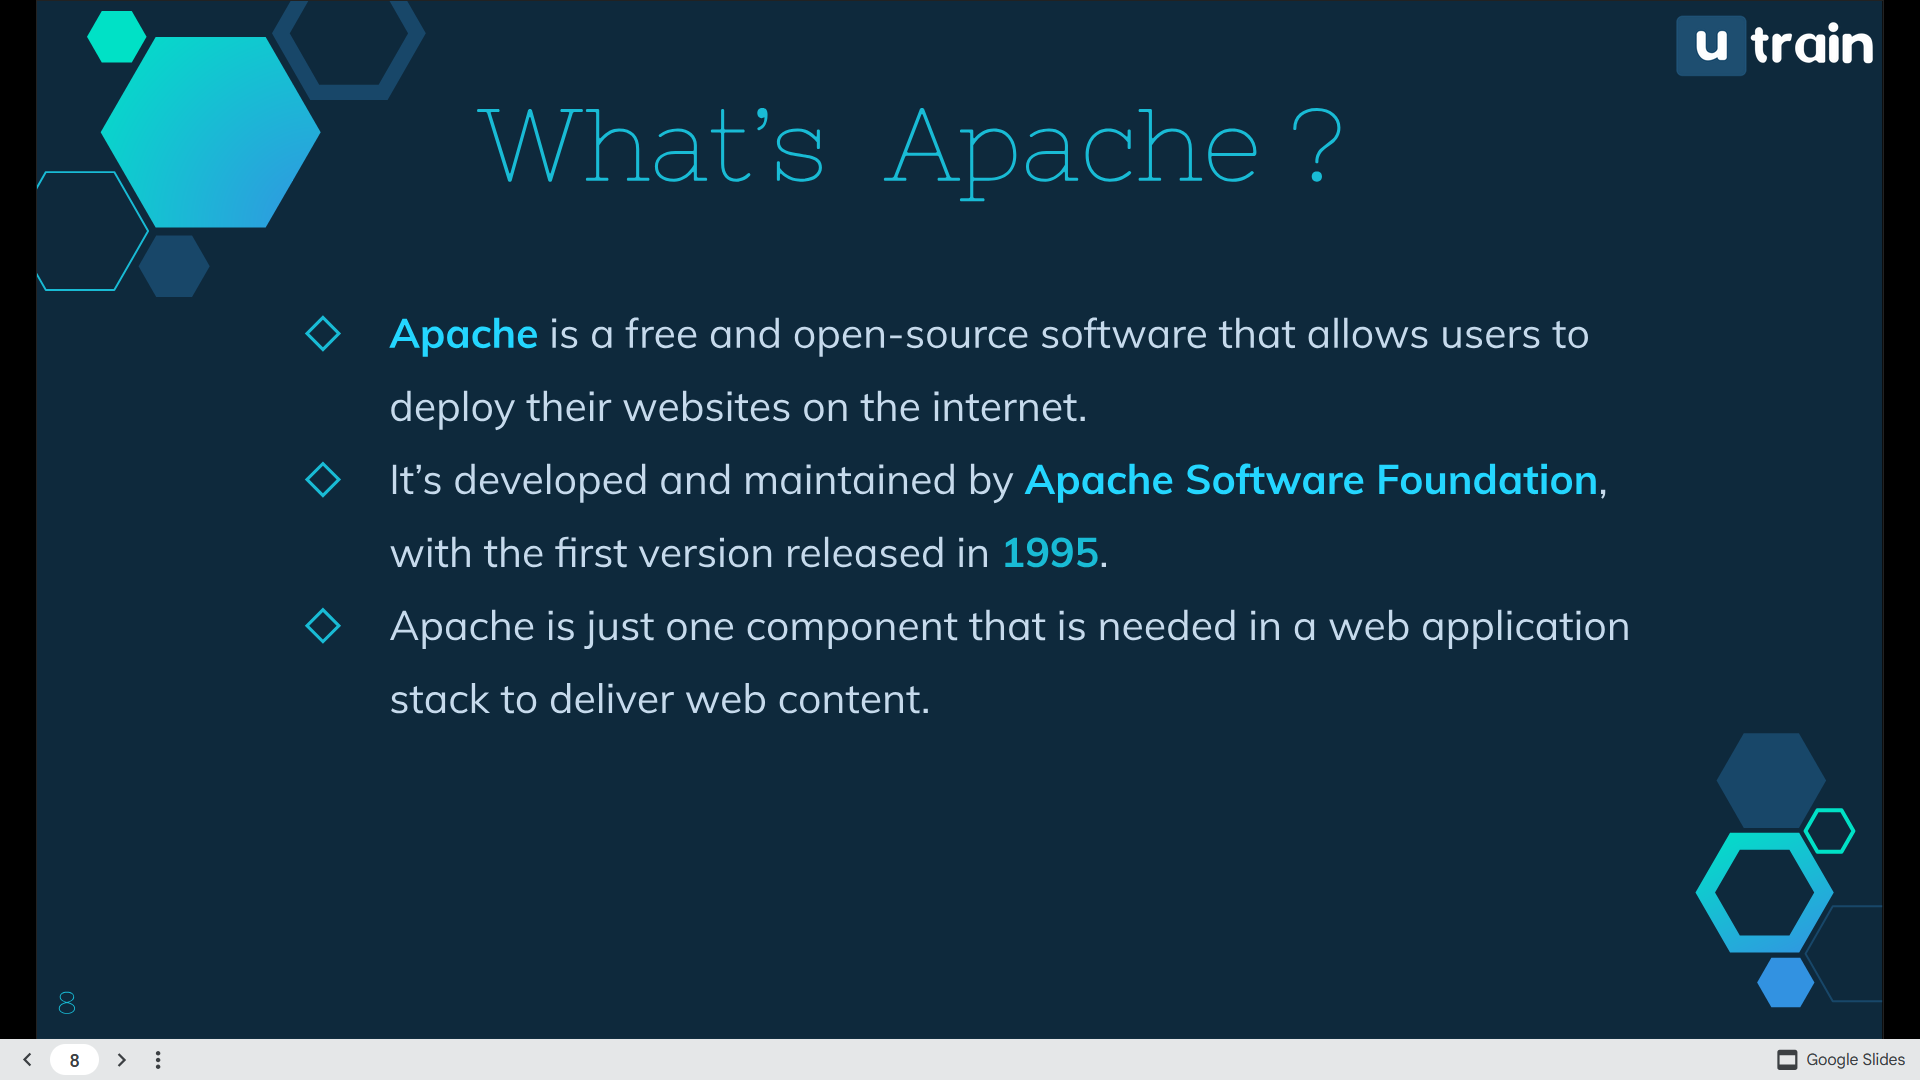 u train
What’s Apache ?
Apache is a free and open-source software that allows users to
deploy their websites on the internet.
It’s developed and maintained by Apache Software Foundation,
with the first version released in 1995.
Apache is just one component that is needed in a web application
stack to deliver web content.
8
8
Google Slides